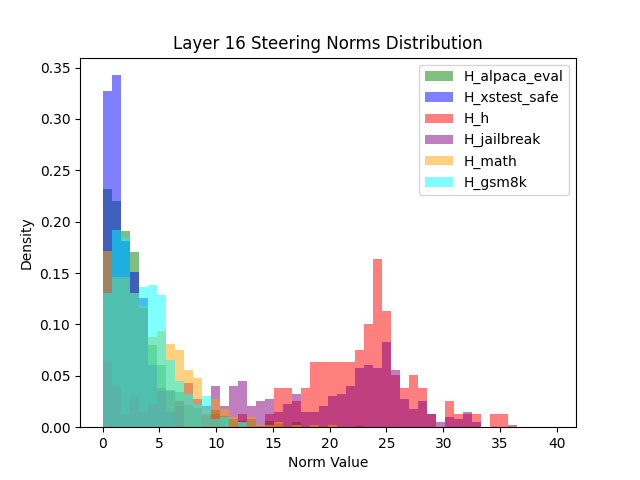 Layer 16 Steering Norms Distribution
0.35
0.30
0.25
0.20
0.15
0.10
0.05
0.00
Density
H_alpaca_eval
H_xstest_safe
H_h
H_jailbreak
H_math
H_gsm8k
0 5 10 15 20 25 30 35 40
Norm Value